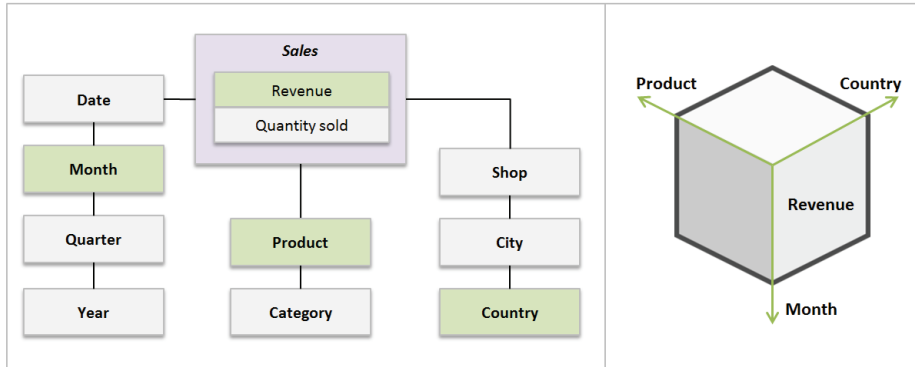 Sales
Revenue
Quantity sold
Date
Month
Quarter
Year
Product
Category
Shop
City
Country
Product
Country
Revenue
Month